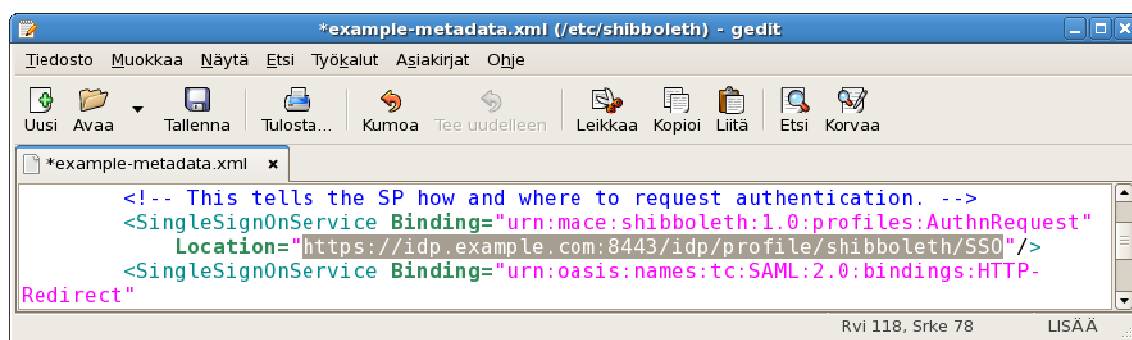 *example-metadata.xml (/etc/shibboleth) - gedit
Tiedosto Muokkaa Näytä Etsi Työkalut Asiakirjat Ohje
Uusi Avaa Tallenna Tulosta... Kumoa Tee uudelleen Leikkaa Kopioi Liitä Etsi Korvaa
*example-metadata.xml
<!-- This tells the SP how and where to request authentication. -->
<SingleSignOnService Binding="urn:mace:shibboleth:1.0:profiles:AuthnRequest"
Location="https://idp.example.com:8443/idp/profile/shibboleth/SSO"/>
<SingleSignOnService Binding="urn:oasis:names:tc:SAML:2.0:bindings:HTTP-
Redirect"
Rvi 118, Srke 78 LISÄÄ